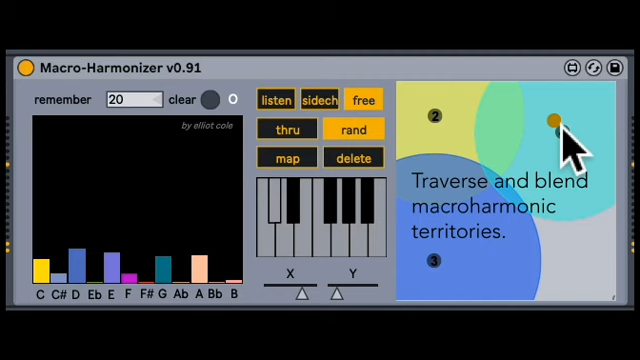 Macro-Harmonizer v0.91
remember 20 clear O
by elliot cole
C C# D Eb E F F# G Ab A Bb B
listen sidech free
thru rand
map delete
X Y
2
Traverse and blend
macroharmonic
territories.
3